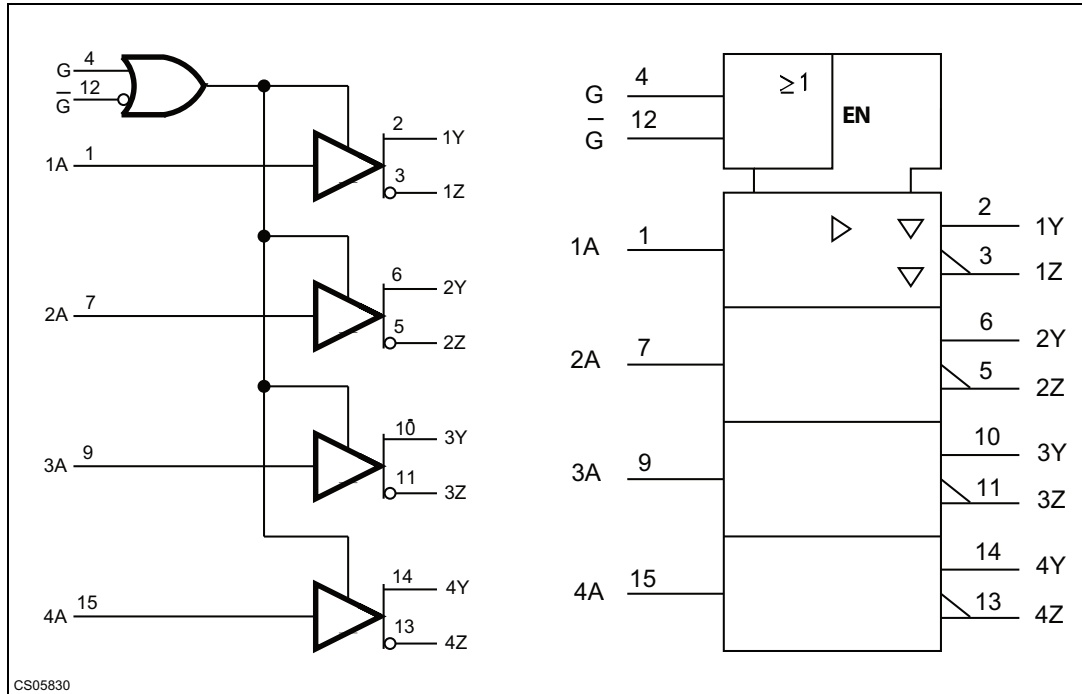 G 4
G 12
1A 1
2 1Y
3 1Z
2A 7
6 2Y
5 2Z
3A 9
10 3Y
11 3Z
4A 15
14 4Y
13 4Z
G 4
G 12
≥1
EN
1A 1
2 1Y
3 1Z
2A 7
6 2Y
5 2Z
3A 9
10 3Y
11 3Z
4A 15
14 4Y
13 4Z
CS05830